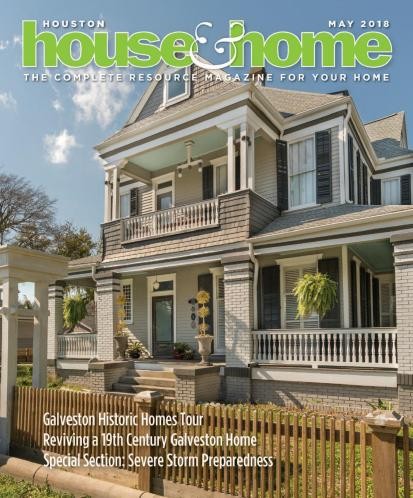 HOUSTON
MAY 2018
house&home
THE COMPLETE RESOURCE MAGAZINE FOR YOUR HOME
Galveston Historic Homes Tour
Reviving a 19th Century Galveston Home
Special Section: Severe Storm Preparedness